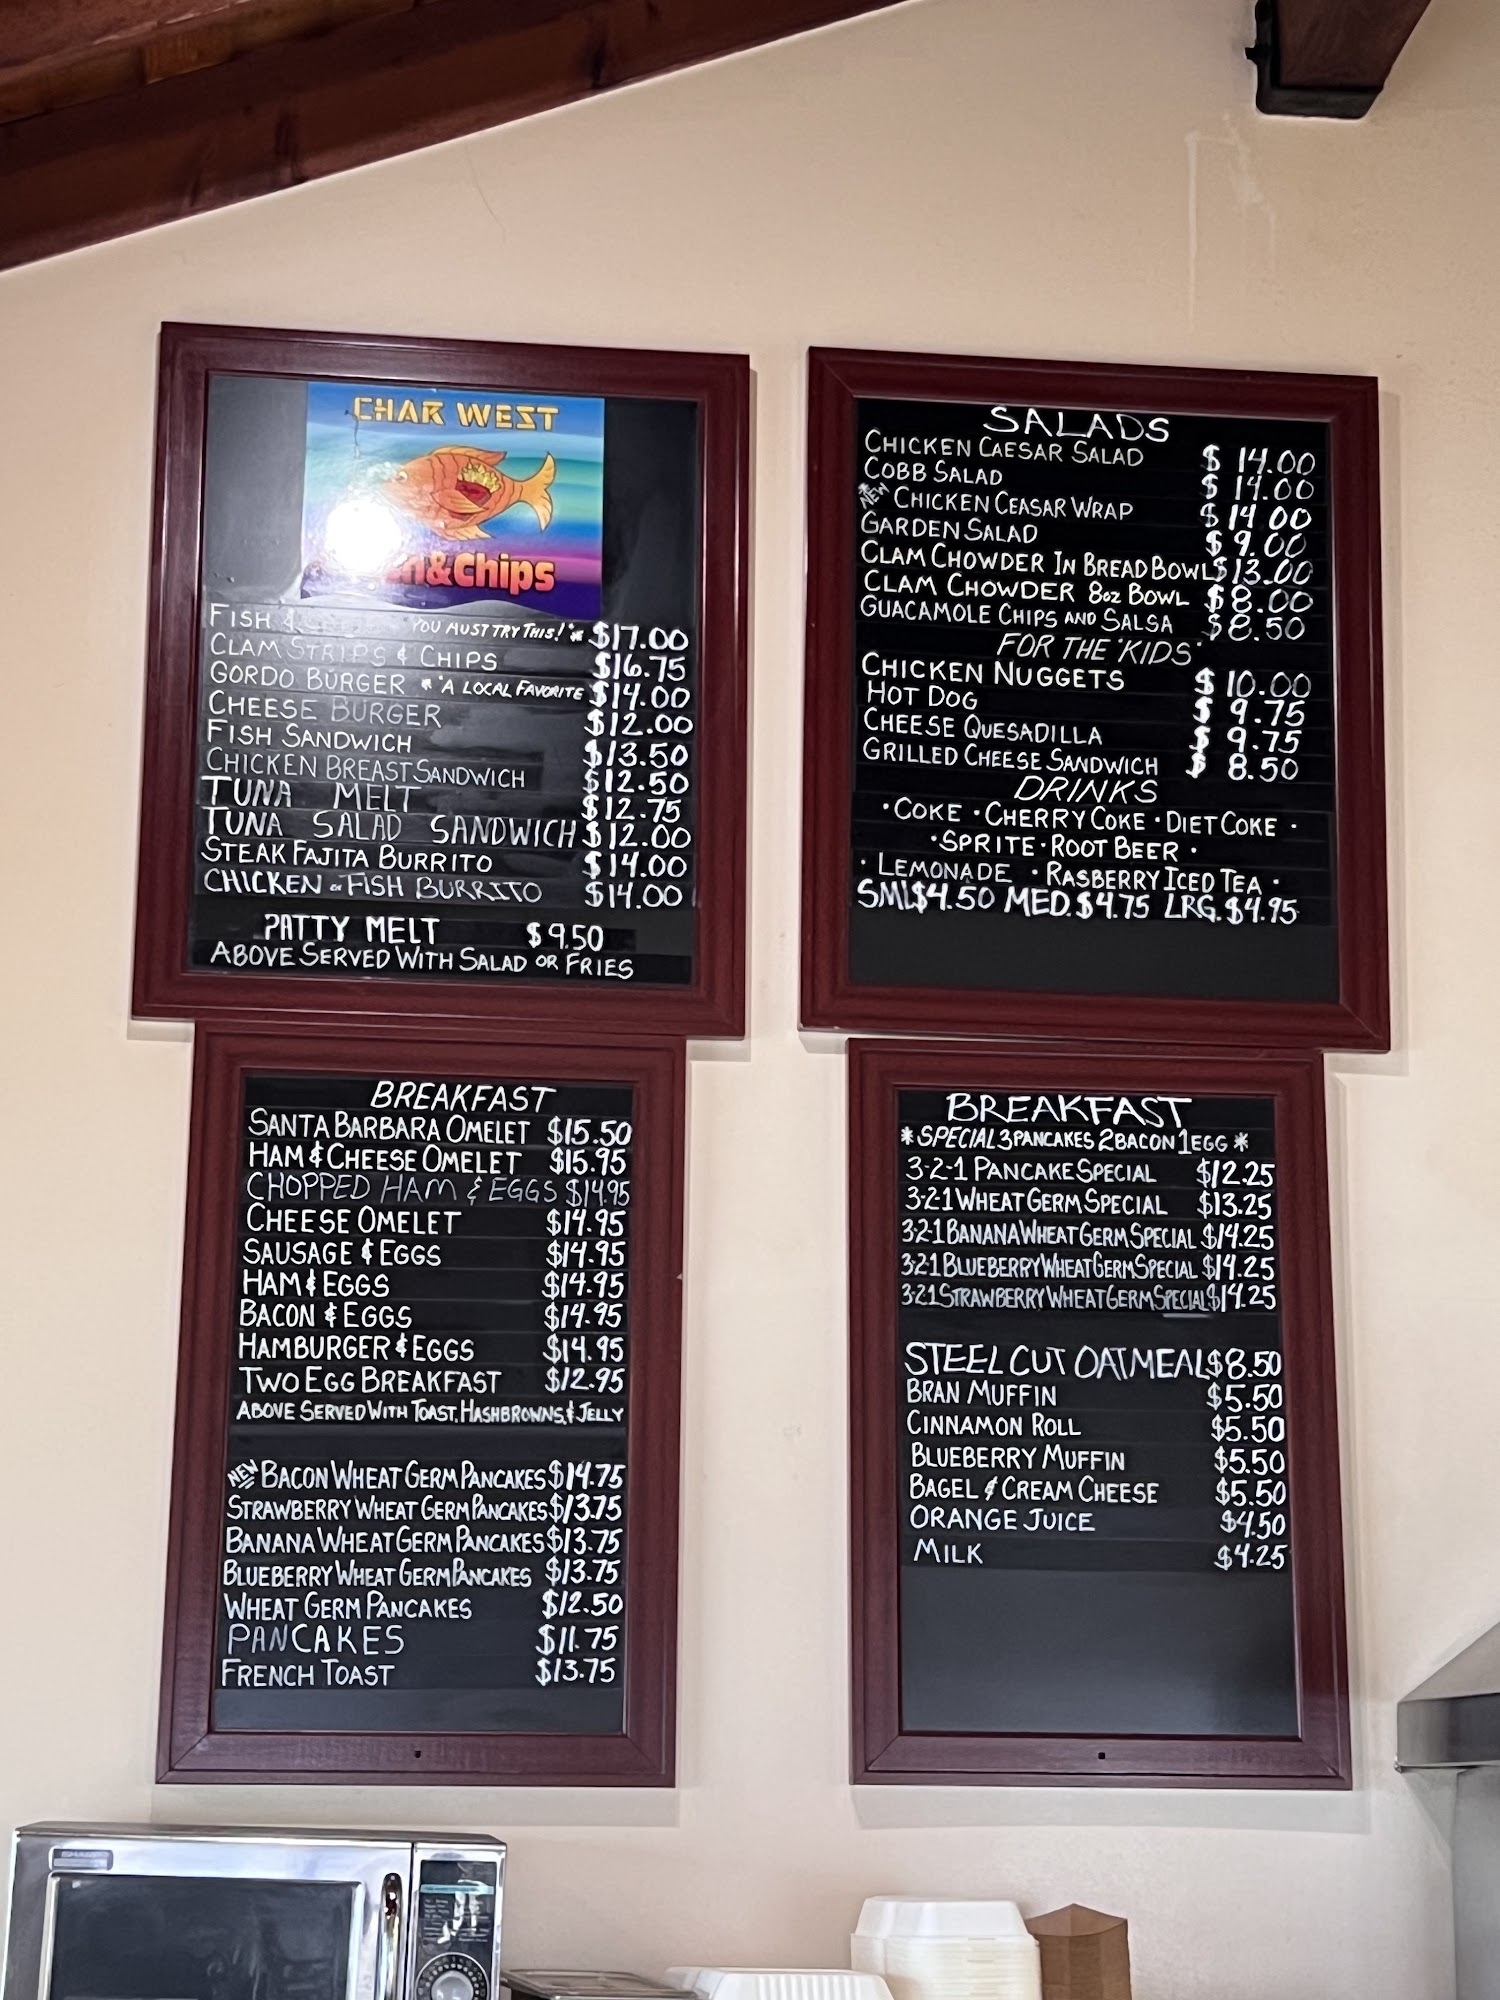 CHAR WEST
&Chips
FISH & "YOU MUST TRY THIS!"* $17.00
CLAM STRIPS & CHIPS $16.75
GORDO BURGER *"A LOCAL FAVORITE $14.00
CHEESE BURGER $12.00
FISH SANDWICH $13.50
CHICKEN BREAST SANDWICH $12.50
TUNA MELT $12.75
TUNA SALAD SANDWICH $12.00
STEAK FAJITA BURRITO $14.00
CHICKEN or FISH BURRITO $14.00
PATTY MELT $9.50
ABOVE SERVED WITH SALAD OR FRIES
SALADS
CHICKEN CAESAR SALAD $14.00
COBB SALAD $14.00
*NEW CHICKEN CEASAR WRAP $14 00
GARDEN SALAD $9.00
CLAM CHOWDER IN BREAD BOWL $13.00
CLAM CHOWDER 8oz BOWL $8.00
GUACAMOLE CHIPS AND SALSA $8.50
FOR THE 'KIDS'
CHICKEN NUGGETS $10.00
HOT DOG $9.75
CHEESE QUESADILLA $9.75
GRILLED CHEESE SANDWICH $8.50
DRINKS
• COKE • CHERRY COKE • DIET COKE •
• SPRITE • ROOT BEER •
• LEMONADE • RASBERRY ICED TEA •
SML $4.50 MED. $4.75 LRG. $4.95
BREAKFAST
SANTA BARBARA OMELET $15.50
HAM & CHEESE OMELET $15.95
CHOPPED HAM & EGGS $14.95
CHEESE OMELET $14.95
SAUSAGE & EGGS $14.95
HAM & EGGS $14.95
BACON & EGGS $14.95
HAMBURGER & EGGS $14.95
TWO EGG BREAKFAST $12.95
ABOVE SERVED WITH TOAST, HASHBROWNS, & JELLY
NEW BACON WHEAT GERM PANCAKES $14.75
STRAWBERRY WHEAT GERM PANCAKES $13.75
BANANA WHEAT GERM PANCAKES $13.75
BLUEBERRY WHEAT GERM PANCAKES $13.75
WHEAT GERM PANCAKES $12.50
PANCAKES $11.75
FRENCH TOAST $13.75
BREAKFAST
* SPECIAL 3 PANCAKES 2 BACON 1 EGG *
3-2-1 PANCAKE SPECIAL $12.25
3-2-1 WHEAT GERM SPECIAL $13.25
3-2-1 BANANA WHEAT GERM SPECIAL $14.25
3-2-1 BLUEBERRY WHEAT GERM SPECIAL $14.25
3-2-1 STRAWBERRY WHEAT GERM SPECIAL $14.25
STEEL CUT OATMEAL $8.50
BRAN MUFFIN $5.50
CINNAMON ROLL $5.50
BLUEBERRY MUFFIN $5.50
BAGEL & CREAM CHEESE $5.50
ORANGE JUICE $4.50
MILK $4.25
SHARP